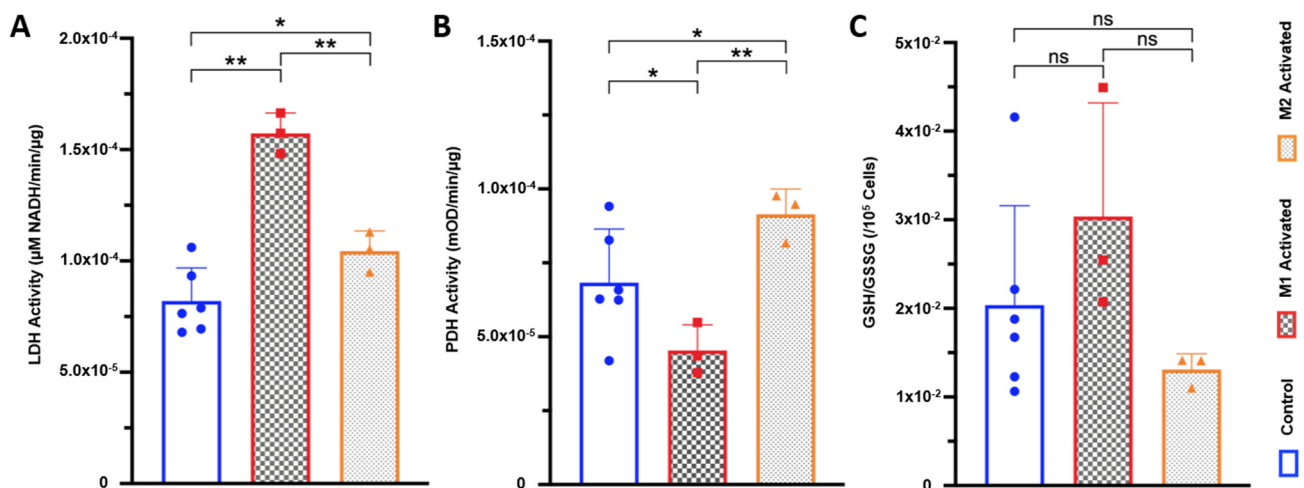 A
LDH Activity (µM NADH/min/µg)
2.0x10⁻⁴
1.5x10⁻⁴
1.0x10⁻⁴
5.0x10⁻⁵
0
*
**
**
B
PDH Activity (mOD/min/µg)
1.5x10⁻⁴
1.0x10⁻⁴
5.0x10⁻⁵
0
*
*
**
C
GSH/GSSSG (/10⁵ Cells)
5x10⁻²
4x10⁻²
3x10⁻²
2x10⁻²
1x10⁻²
0
ns
ns
ns
M2 Activated
M1 Activated
Control